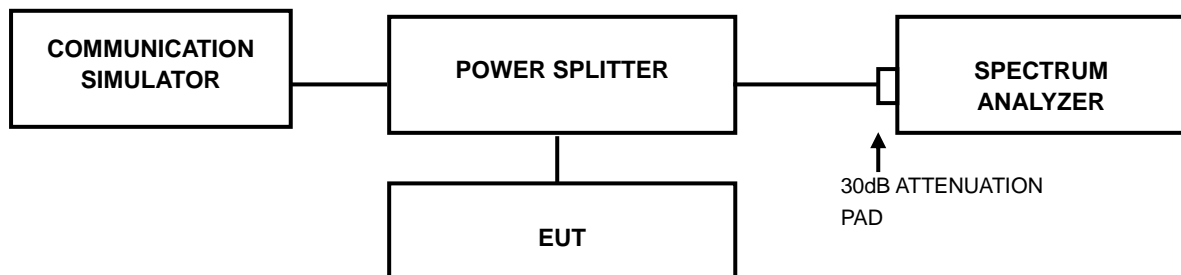 COMMUNICATION
SIMULATOR
POWER SPLITTER
SPECTRUM
ANALYZER
30dB ATTENUATION
PAD
EUT